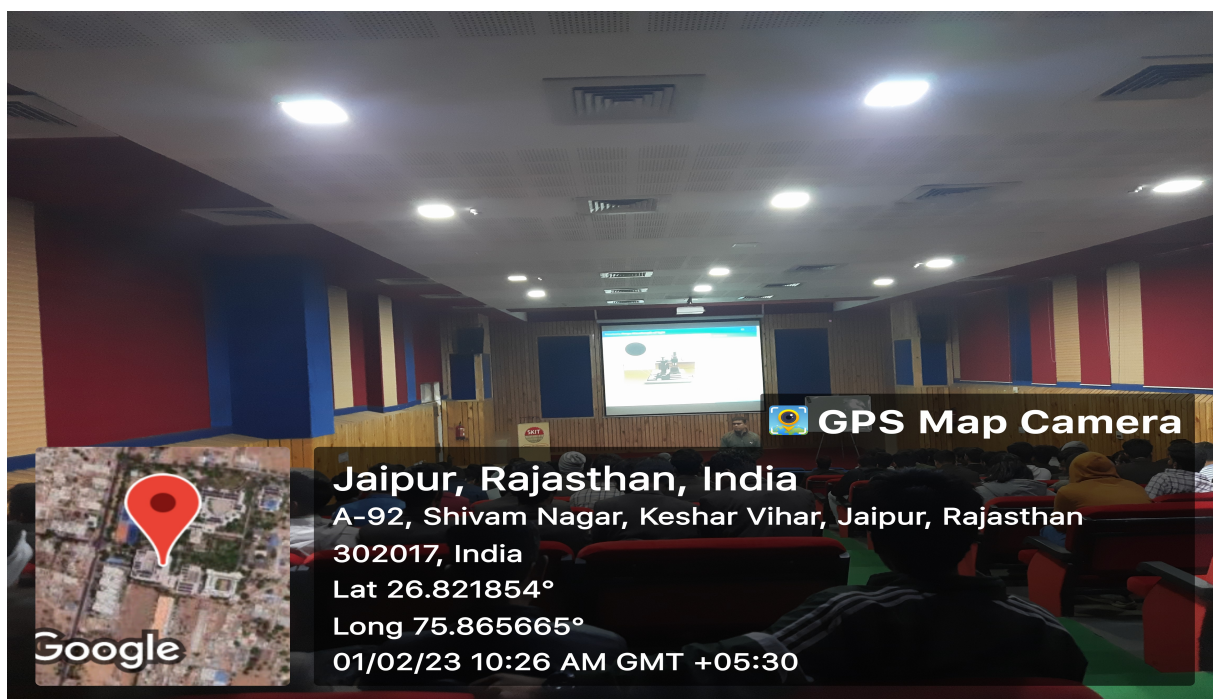 SKIT
GPS Map Camera
Jaipur, Rajasthan, India
A-92, Shivam Nagar, Keshar Vihar, Jaipur, Rajasthan
302017, India
Lat 26.821854°
Long 75.865665°
01/02/23 10:26 AM GMT +05:30
Google